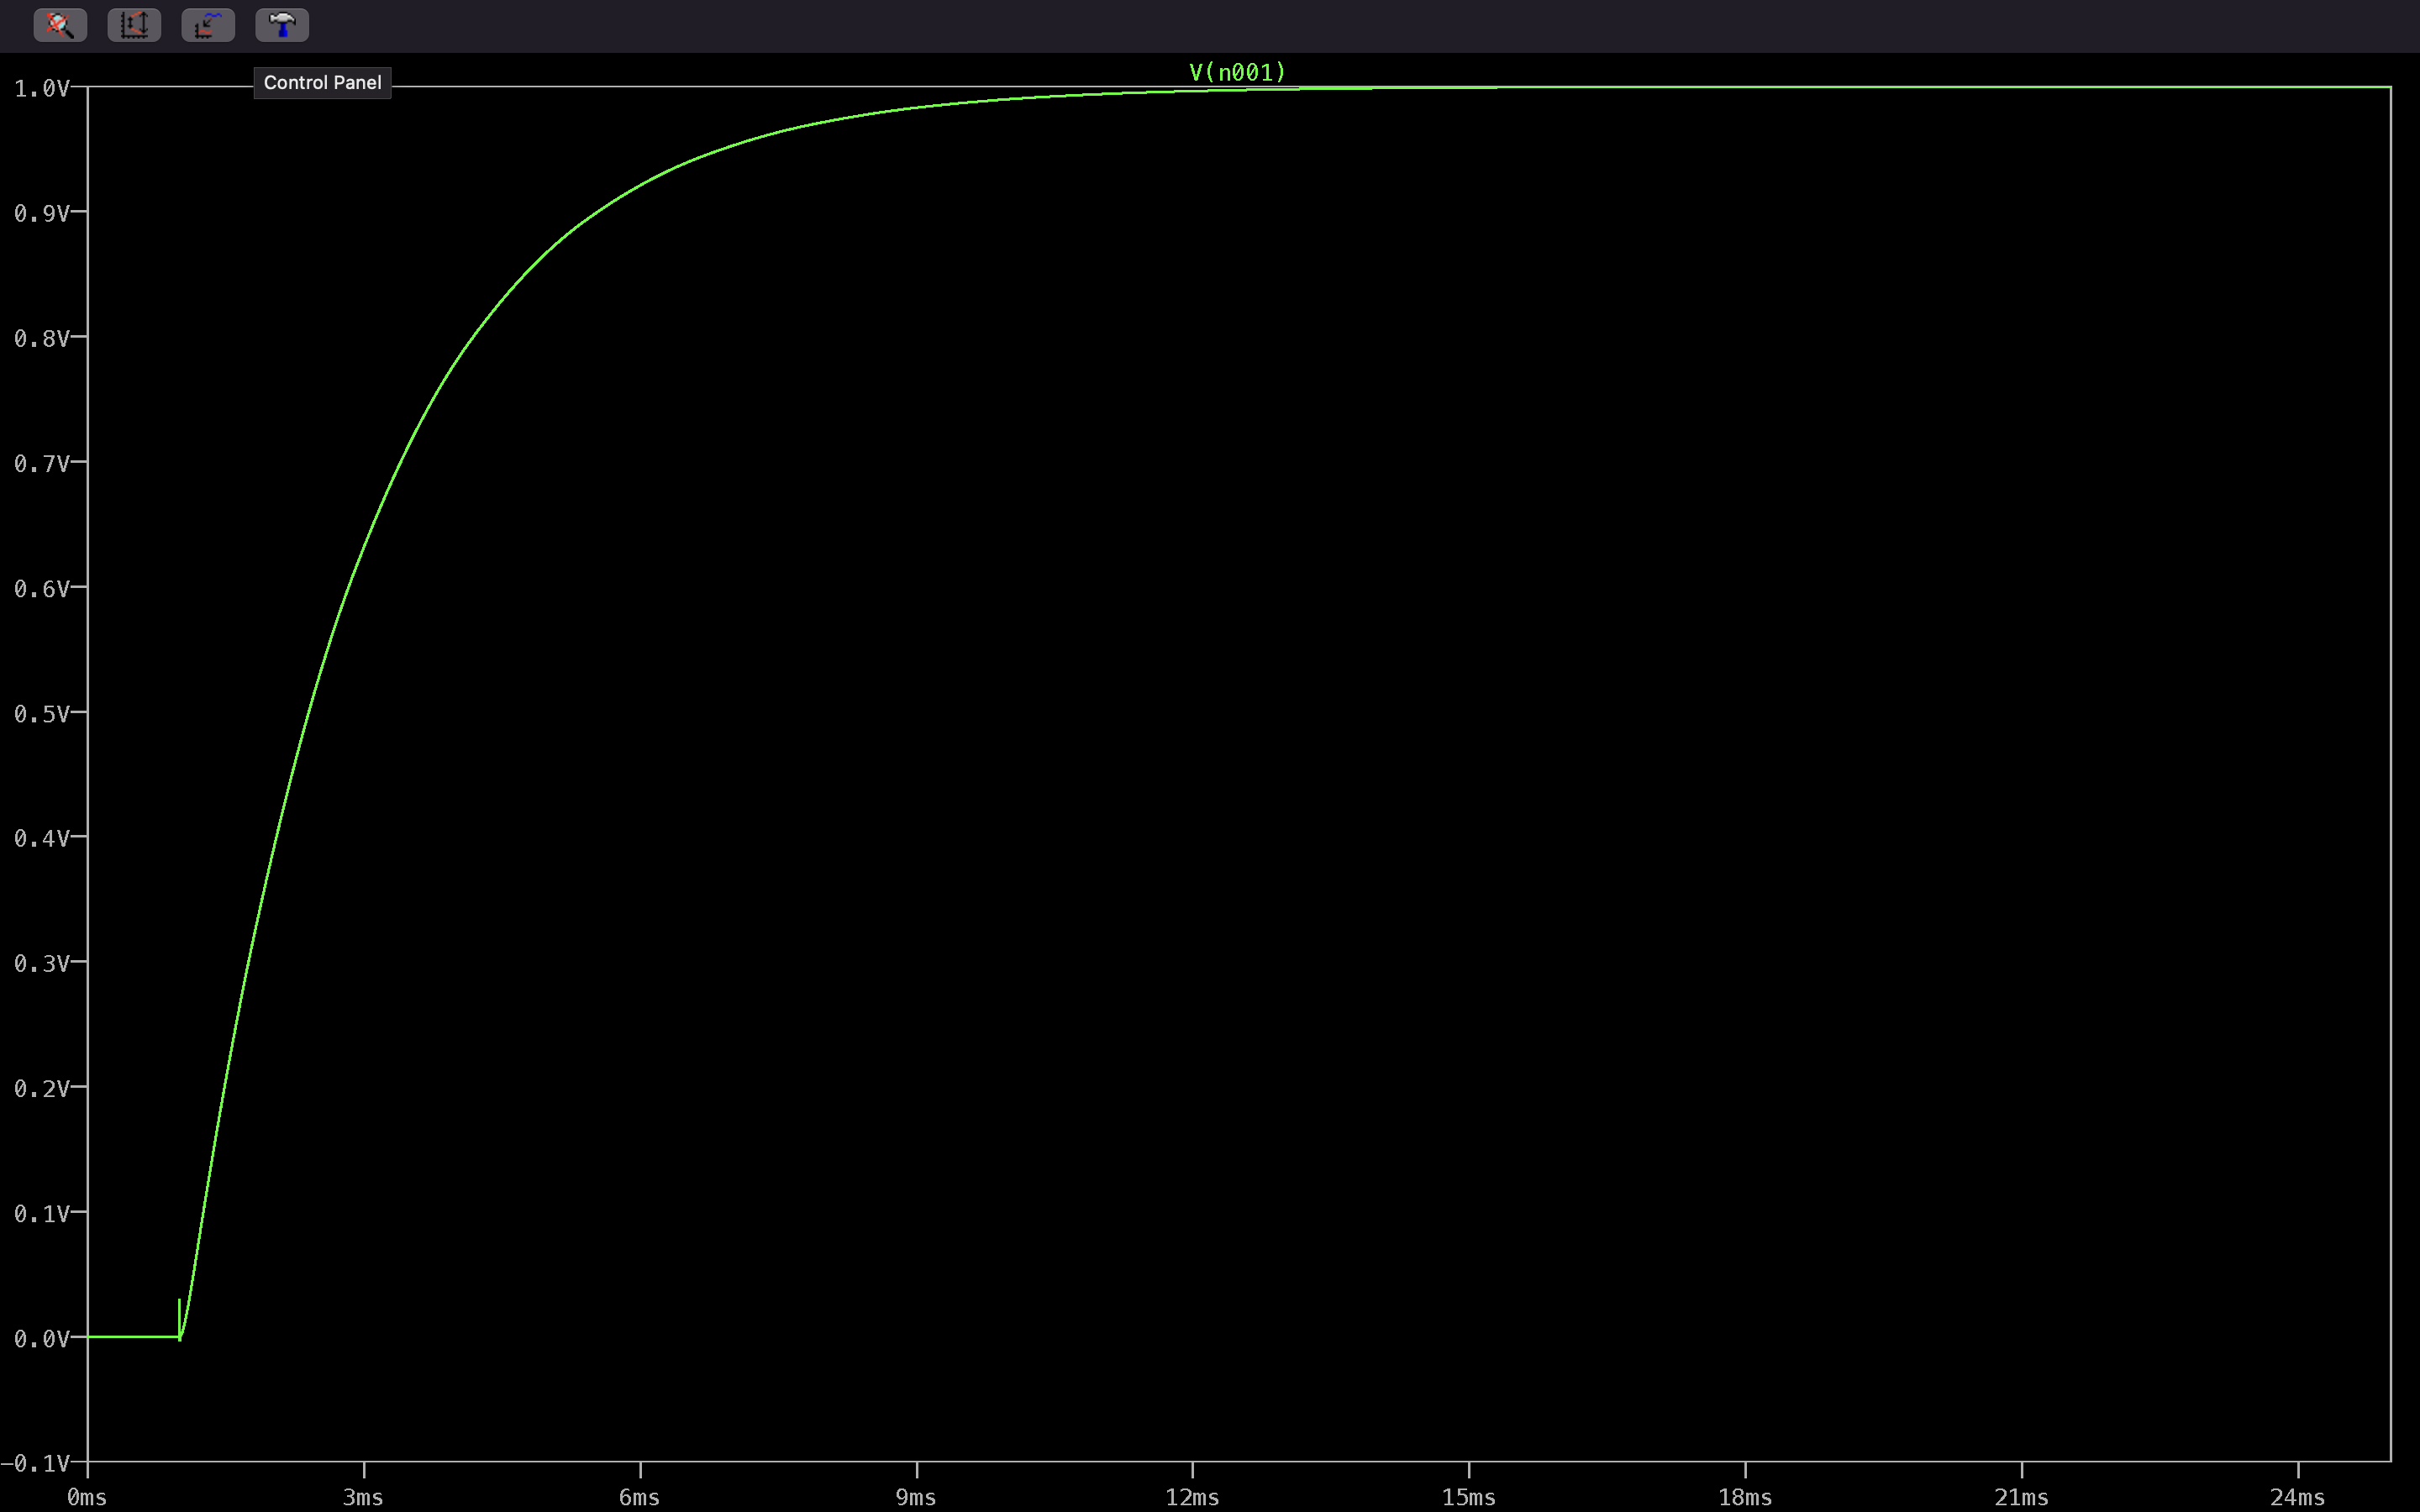 V(n001)
Control Panel
1.0V
0.9V
0.8V
0.7V
0.6V
0.5V
0.4V
0.3V
0.2V
0.1V
0.0V
-0.1V
0ms 3ms 6ms 9ms 12ms 15ms 18ms 21ms 24ms